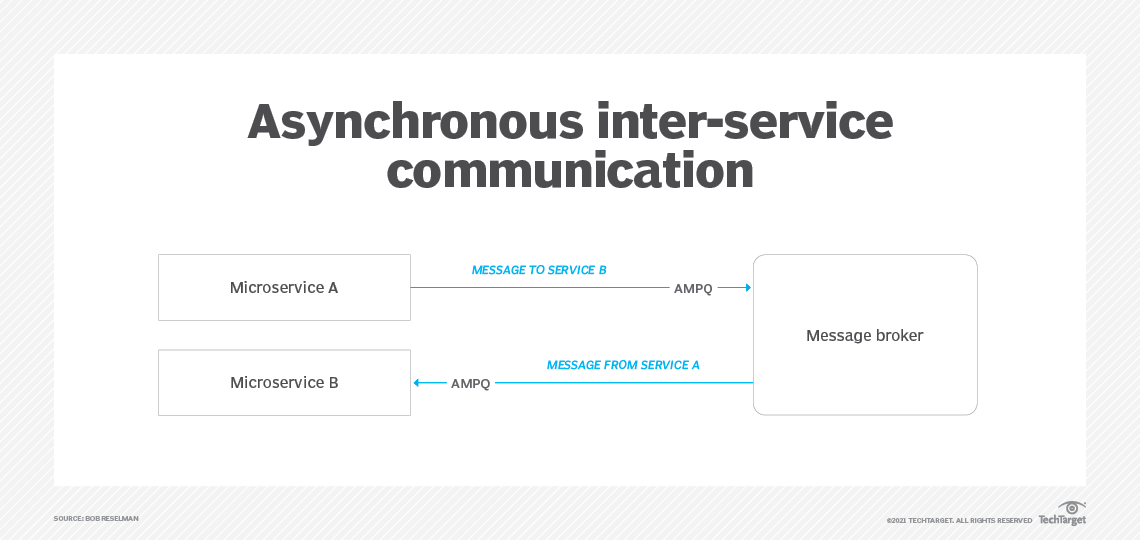 Asynchronous inter-service
communication
MESSAGE TO SERVICE B
Microservice A
AMPQ
Message broker
MESSAGE FROM SERVICE A
Microservice B
AMPQ
SOURCE: BOB RESELMAN
©2021 TECHTARGET. ALL RIGHTS RESERVED
TechTarget